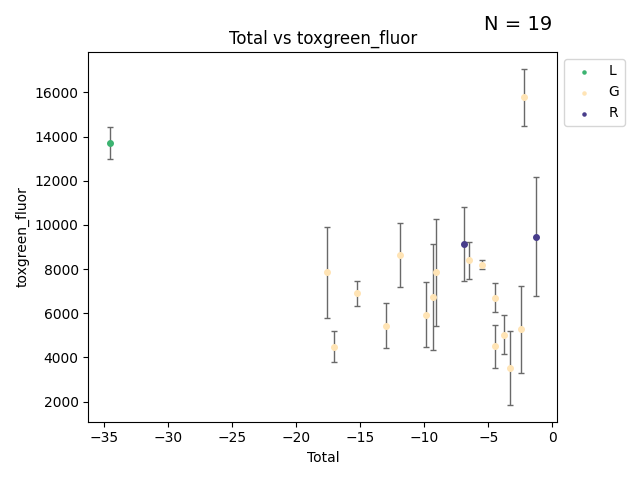 N = 19
Total vs toxgreen_fluor
L
G
R
toxgreen_fluor
16000
14000
12000
10000
8000
6000
4000
2000
−35 −30 −25 −20 −15 −10 −5 0
Total